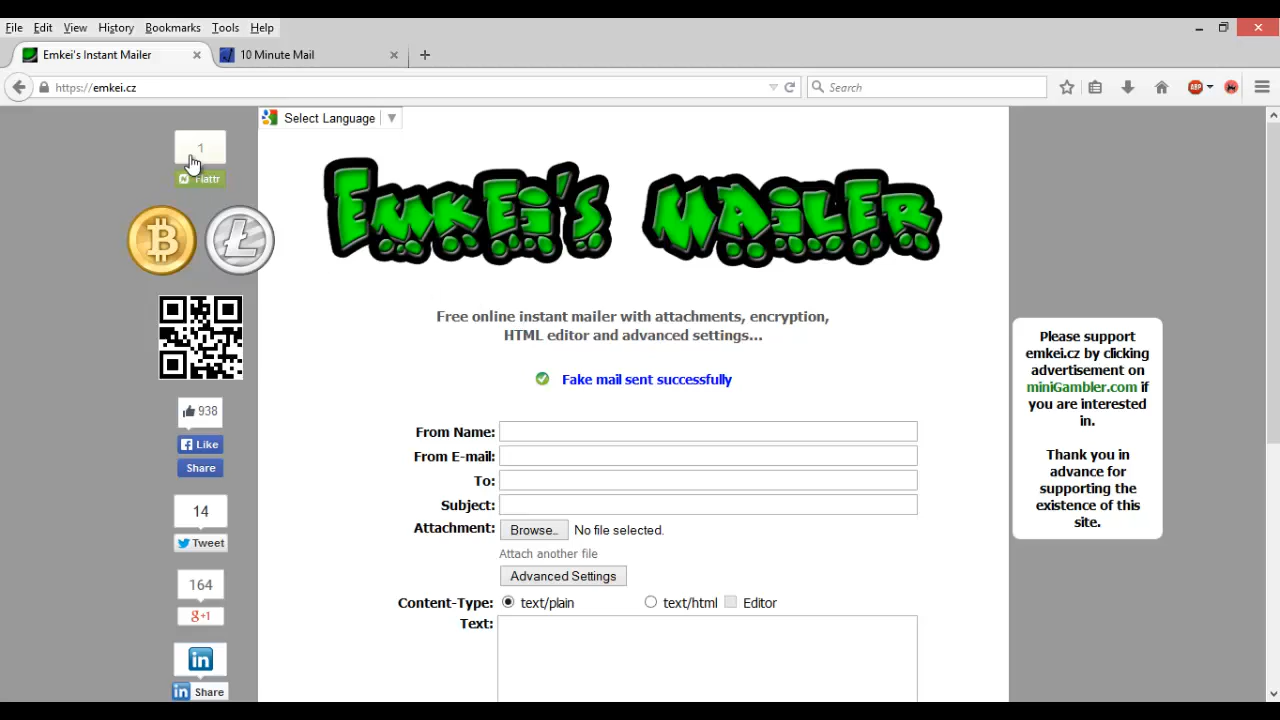 File Edit View History Bookmarks Tools Help
Emkei's Instant Mailer
10 Minute Mail
https://emkei.cz
Search
ABP
Select Language
1
Flattr
EMKEi'S MAiLER
Free online instant mailer with attachments, encryption,
HTML editor and advanced settings...
Fake mail sent successfully
938
Like
Share
14
Tweet
164
g+1
in
in Share
From Name:
From E-mail:
To:
Subject:
Attachment: Browse.. No file selected.
Attach another file
Advanced Settings
Content-Type: text/plain text/html Editor
Text:
Please support
emkei.cz by clicking
advertisement on
miniGambler.com if
you are interested
in.
Thank you in
advance for
supporting the
existence of this
site.